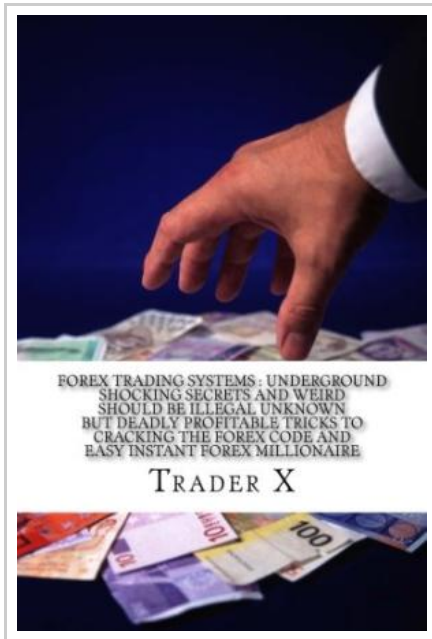 FOREX TRADING SYSTEMS : UNDERGROUND
SHOCKING SECRETS AND WEIRD
SHOULD BE ILLEGAL UNKNOWN
BUT DEADLY PROFITABLE TRICKS TO
CRACKING THE FOREX CODE AND
EASY INSTANT FOREX MILLIONAIRE
TRADER X
100